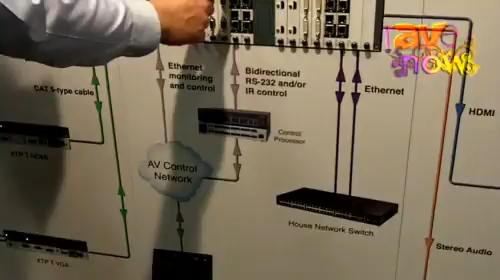 rAVe
NOW
Ethernet
monitoring
and control
Bidirectional
RS-232 and/or
IR control
Ethernet
CAT 5-type cable
HDMI
Control
Processor
XTP T HDMI
AV Control
Network
House Network Switch
Stereo Audio
XTP T VGA